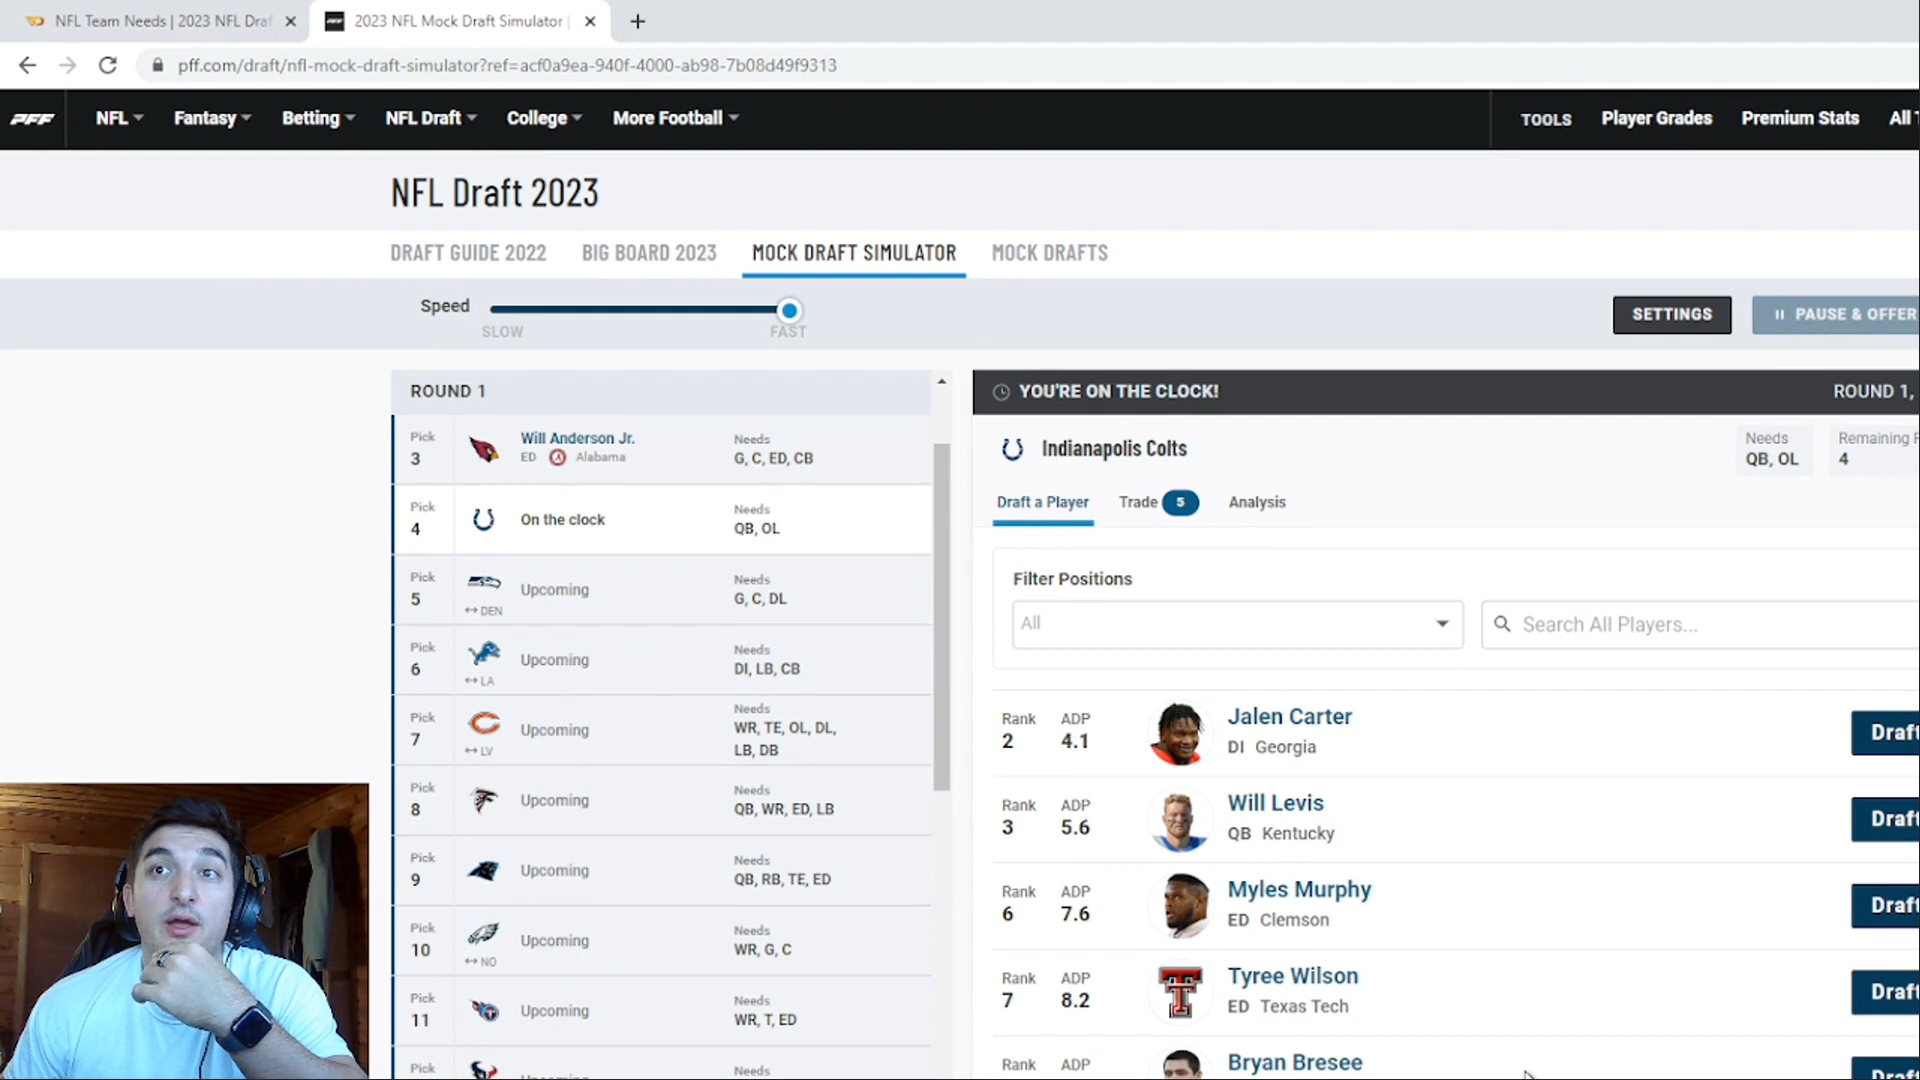 NFL Team Needs | 2023 NFL Draf
2023 NFL Mock Draft Simulator |
pff.com/draft/nfl-mock-draft-simulator?ref=acf0a9ea-940f-4000-ab98-7b08d49f9313
PFF
NFL
Fantasy
Betting
NFL Draft
College
More Football
TOOLS
Player Grades
Premium Stats
All T
NFL Draft 2023
DRAFT GUIDE 2022
BIG BOARD 2023
MOCK DRAFT SIMULATOR
MOCK DRAFTS
Speed
SLOW
FAST
SETTINGS
PAUSE & OFFER
ROUND 1
Pick
3
Will Anderson Jr.
ED Alabama
Needs
G, C, ED, CB
Pick
4
On the clock
Needs
QB, OL
Pick
5
↔ DEN
Upcoming
Needs
G, C, DL
Pick
6
↔ LA
Upcoming
Needs
DI, LB, CB
Pick
7
↔ LV
Upcoming
Needs
WR, TE, OL, DL,
LB, DB
Pick
8
Upcoming
Needs
QB, WR, ED, LB
Pick
9
Upcoming
Needs
QB, RB, TE, ED
Pick
10
↔ NO
Upcoming
Needs
WR, G, C
Pick
11
Upcoming
Needs
WR, T, ED
Pick
Needs
YOU'RE ON THE CLOCK!
ROUND 1,
Indianapolis Colts
Needs
QB, OL
Remaining P
4
Draft a Player
Trade 5
Analysis
Filter Positions
All
Search All Players...
Rank
2
ADP
4.1
Jalen Carter
DI Georgia
Draft
Rank
3
ADP
5.6
Will Levis
QB Kentucky
Draft
Rank
6
ADP
7.6
Myles Murphy
ED Clemson
Draft
Rank
7
ADP
8.2
Tyree Wilson
ED Texas Tech
Draft
Rank
ADP
Bryan Bresee
Draft